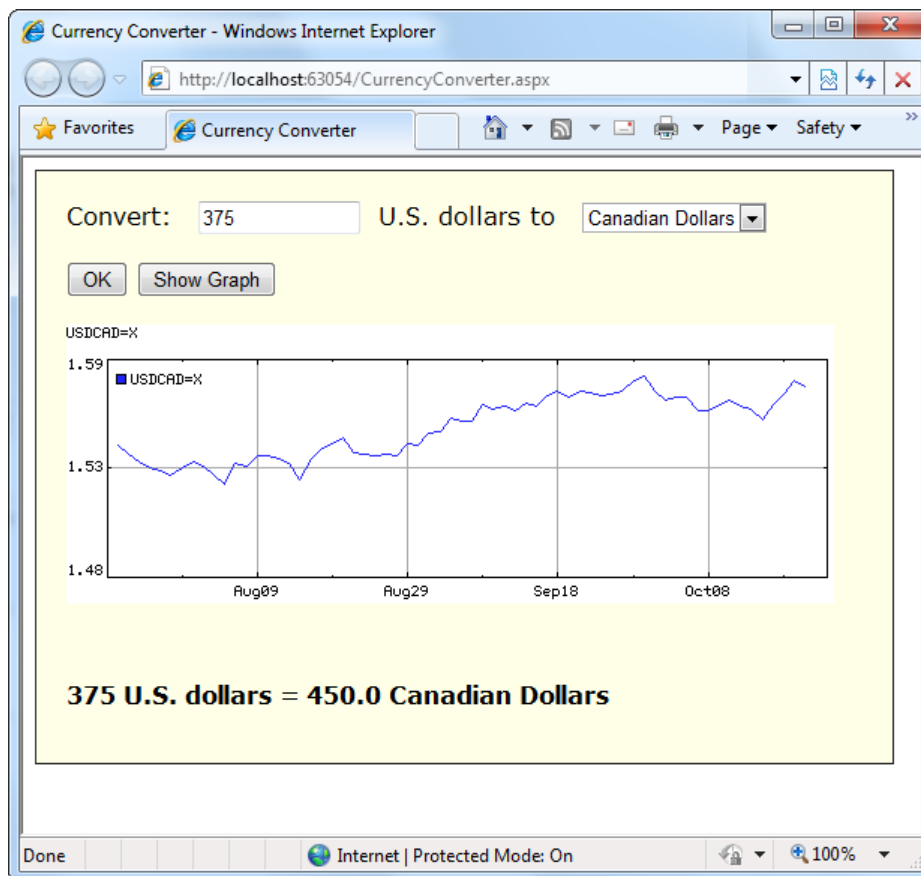 Currency Converter - Windows Internet Explorer
http://localhost:63054/CurrencyConverter.aspx
Favorites Currency Converter Page Safety »
Convert: 375 U.S. dollars to Canadian Dollars
OK Show Graph
USDCAD=X
1.59
USDCAD=X
1.53
1.48
Aug09 Aug29 Sep18 Oct08
375 U.S. dollars = 450.0 Canadian Dollars
Done Internet | Protected Mode: On 100%